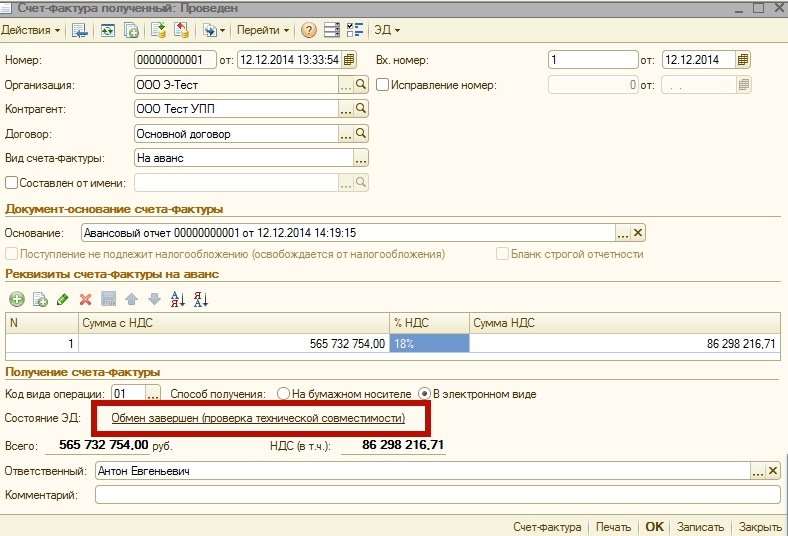 Счет-фактура полученный: Проведен
Действия Перейти ЭД
Номер: 00000000001 от: 12.12.2014 13:33:54 Вх. номер: 1 от: 12.12.2014
Организация: ООО Э-Тест Исправление номер: 0 от: . .
Контрагент: ООО Тест УПП
Договор: Основной договор
Вид счета-фактуры: На аванс
Составлен от имени:
Документ-основание счета-фактуры
Основание: Авансовый отчет 00000000001 от 12.12.2014 14:19:15
Поступление не подлежит налогообложению (освобождается от налогообложения) Бланк строгой отчетности
Реквизиты счета-фактуры на аванс
N Сумма с НДС % НДС Сумма НДС
1 565 732 754,00 18% 86 298 216,71
Получение счета-фактуры
Код вида операции: 01 Способ получения: На бумажном носителе В электронном виде
Состояние ЭД: Обмен завершен (проверка технической совместимости)
Всего: 565 732 754,00 руб. НДС (в т.ч.): 86 298 216,71
Ответственный: Антон Евгеньевич
Комментарий:
Счет-фактура Печать OK Записать Закрыть